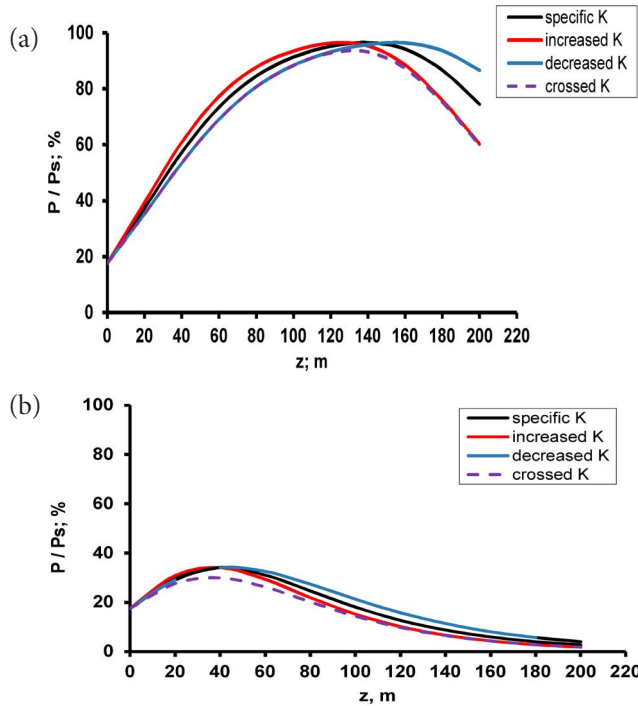 (a)
specific K
increased K
decreased K
crossed K
P / Ps; %
100
80
60
40
20
0
0 20 40 60 80 100 120 140 160 180 200 220
z; m
(b)
specific K
increased K
decreased K
crossed K
P / Ps; %
100
80
60
40
20
0
0 20 40 60 80 100 120 140 160 180 200 220
z, m